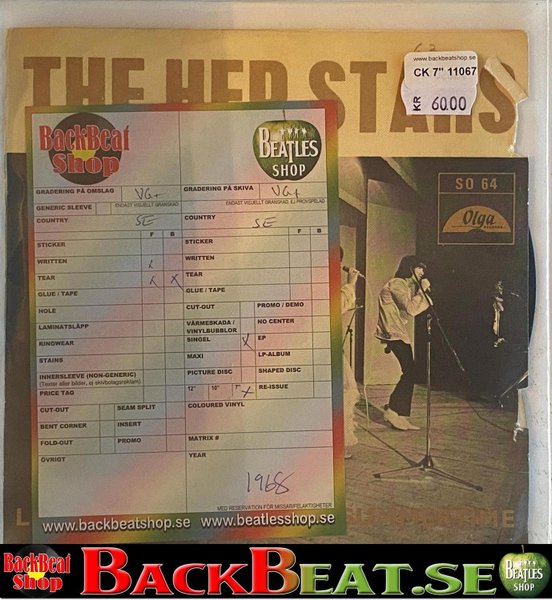 THE HEP STARS
www.backbeatshop.se
CK 7" 11067
KR 60.00
SO 64
Olga
RECORDS
BackBeat
Shop
BEATLES
SHOP
GRADERING PÅ OMSLAG VG+
GRADERING PÅ SKIVA VG+
GENERIC SLEEVE
ENDAST VISUELLT GRANSKAD
ENDAST VISUELLT GRANSKAD, EJ PROVSPELAD
COUNTRY SE
COUNTRY SE
F B
F B
STICKER
STICKER
WRITTEN x
WRITTEN
TEAR x x
TEAR
GLUE / TAPE
GLUE / TAPE
HOLE
CUT-OUT
PROMO / DEMO
LAMINATSLÄPP
VÄRMESKADA /
VINYLBUBBLOR
NO CENTER
RINGWEAR
SINGEL x
EP
STAINS
MAXI
LP-ALBUM
INNERSLEEVE (NON-GENERIC)
(Texter aller bilder, ej skivbolagsreklam)
PICTURE DISC
SHAPED DISC
PRICE TAG
12" 10" 7" x
RE-ISSUE
CUT-OUT
SEAM SPLIT
COLOURED VINYL
BENT CORNER
INSERT
FOLD-OUT
PROMO
MATRIX #
ÖVRIGT
YEAR
1968
MED RESERVATION FÖR MISSAR/FELAKTIGHETER
www.backbeatshop.se
www.beatlesshop.se
L
ME
BackBeat
Shop
BACKBEAT.SE
BEATLES
SHOP